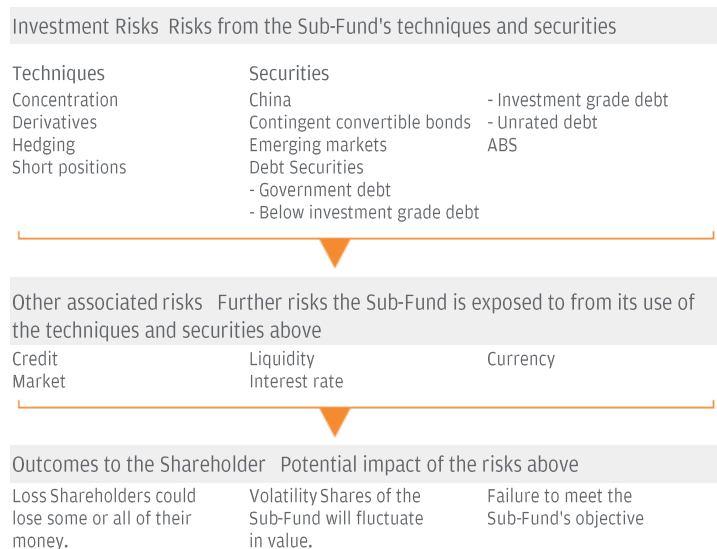 Investment Risks Risks from the Sub-Fund's techniques and securities
Techniques
Concentration
Derivatives
Hedging
Short positions
Securities
China
Contingent convertible bonds
Emerging markets
Debt Securities
- Government debt
- Below investment grade debt
- Investment grade debt
- Unrated debt
ABS
Other associated risks Further risks the Sub-Fund is exposed to from its use of
the techniques and securities above
Credit
Market
Liquidity
Interest rate
Currency
Outcomes to the Shareholder Potential impact of the risks above
Loss Shareholders could
lose some or all of their
money.
Volatility Shares of the
Sub-Fund will fluctuate
in value.
Failure to meet the
Sub-Fund's objective